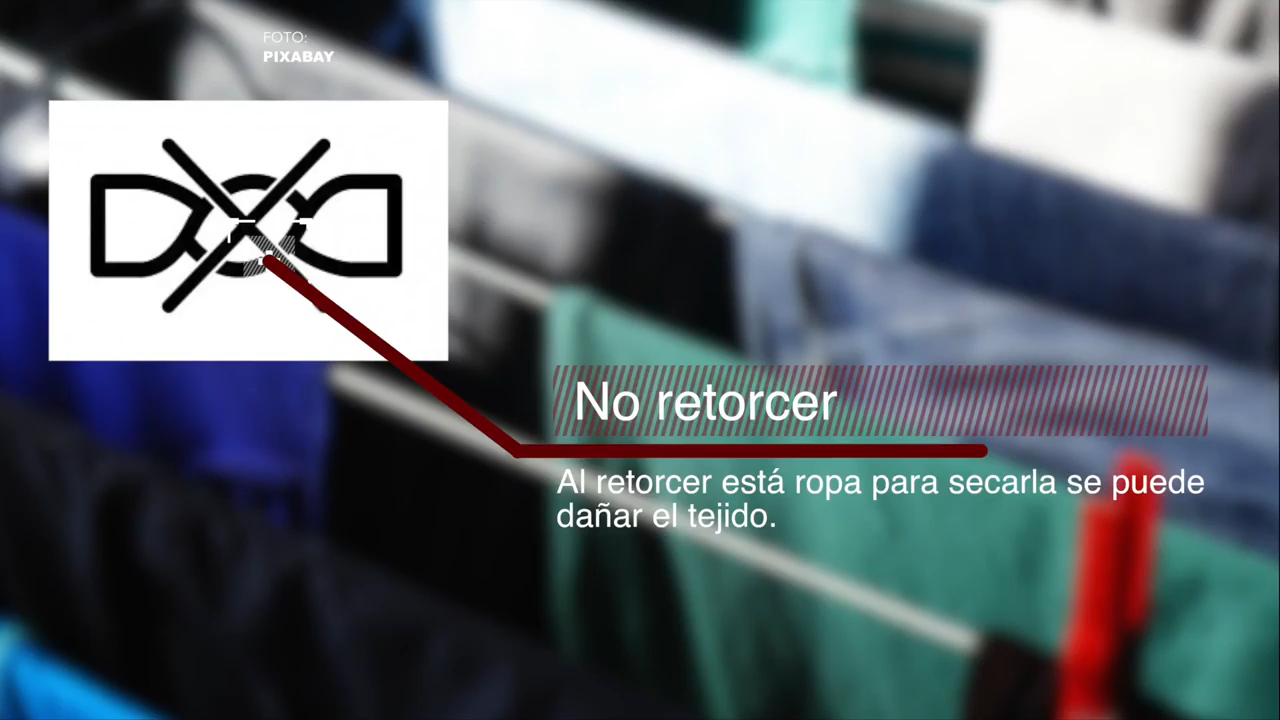 FOTO:
PIXABAY
No retorcer
Al retorcer está ropa para secarla se puede
dañar el tejido.